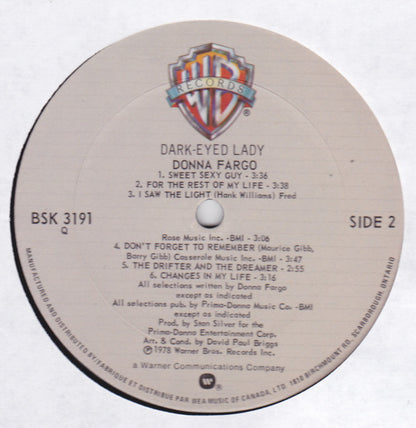 WB
RECORDS
®
DARK-EYED LADY
DONNA FARGO
1. SWEET SEXY GUY - 3:36
2. FOR THE REST OF MY LIFE - 3:38
3. I SAW THE LIGHT (Hank Williams) Fred
BSK 3191
Q
SIDE 2
Rose Music Inc. -BMI - 3:06
4. DON'T FORGET TO REMEMBER (Maurice Gibb,
Barry Gibb) Casserole Music Inc. -BMI - 3:47
5. THE DRIFTER AND THE DREAMER - 2:55
6. CHANGES IN MY LIFE - 3:16
All selections written by Donna Fargo
except as indicated
All selections pub. by Prima-Donna Music Co. -BMI
except as indicated
Prod. by Stan Silver for the
Prima-Donna Entertainment Corp.
Arr. & Cond. by David Paul Briggs
℗1978 Warner Bros. Records Inc.
a Warner Communications Company
W
®
MANUFACTURED AND DISTRIBUTED BY/FABRIQUE ET DISTRIBUE PAR WEA MUSIC OF CANADA, LTD. 1810 BIRCHMOUNT RD. SCARBOROUGH, ONTARIO